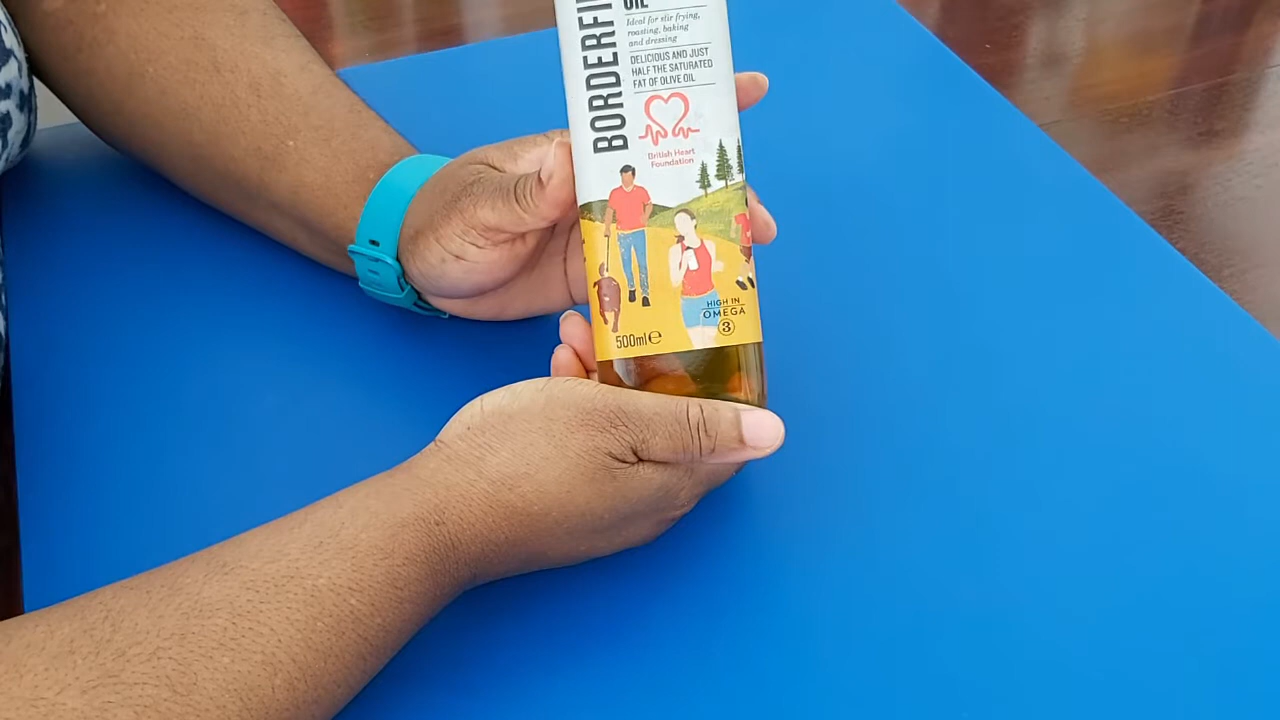 OIL
Ideal for stir frying,
roasting, baking
and dressing
DELICIOUS AND JUST
HALF THE SATURATED
FAT OF OLIVE OIL
British Heart
Foundation
HIGH IN
OMEGA
3
500ml e